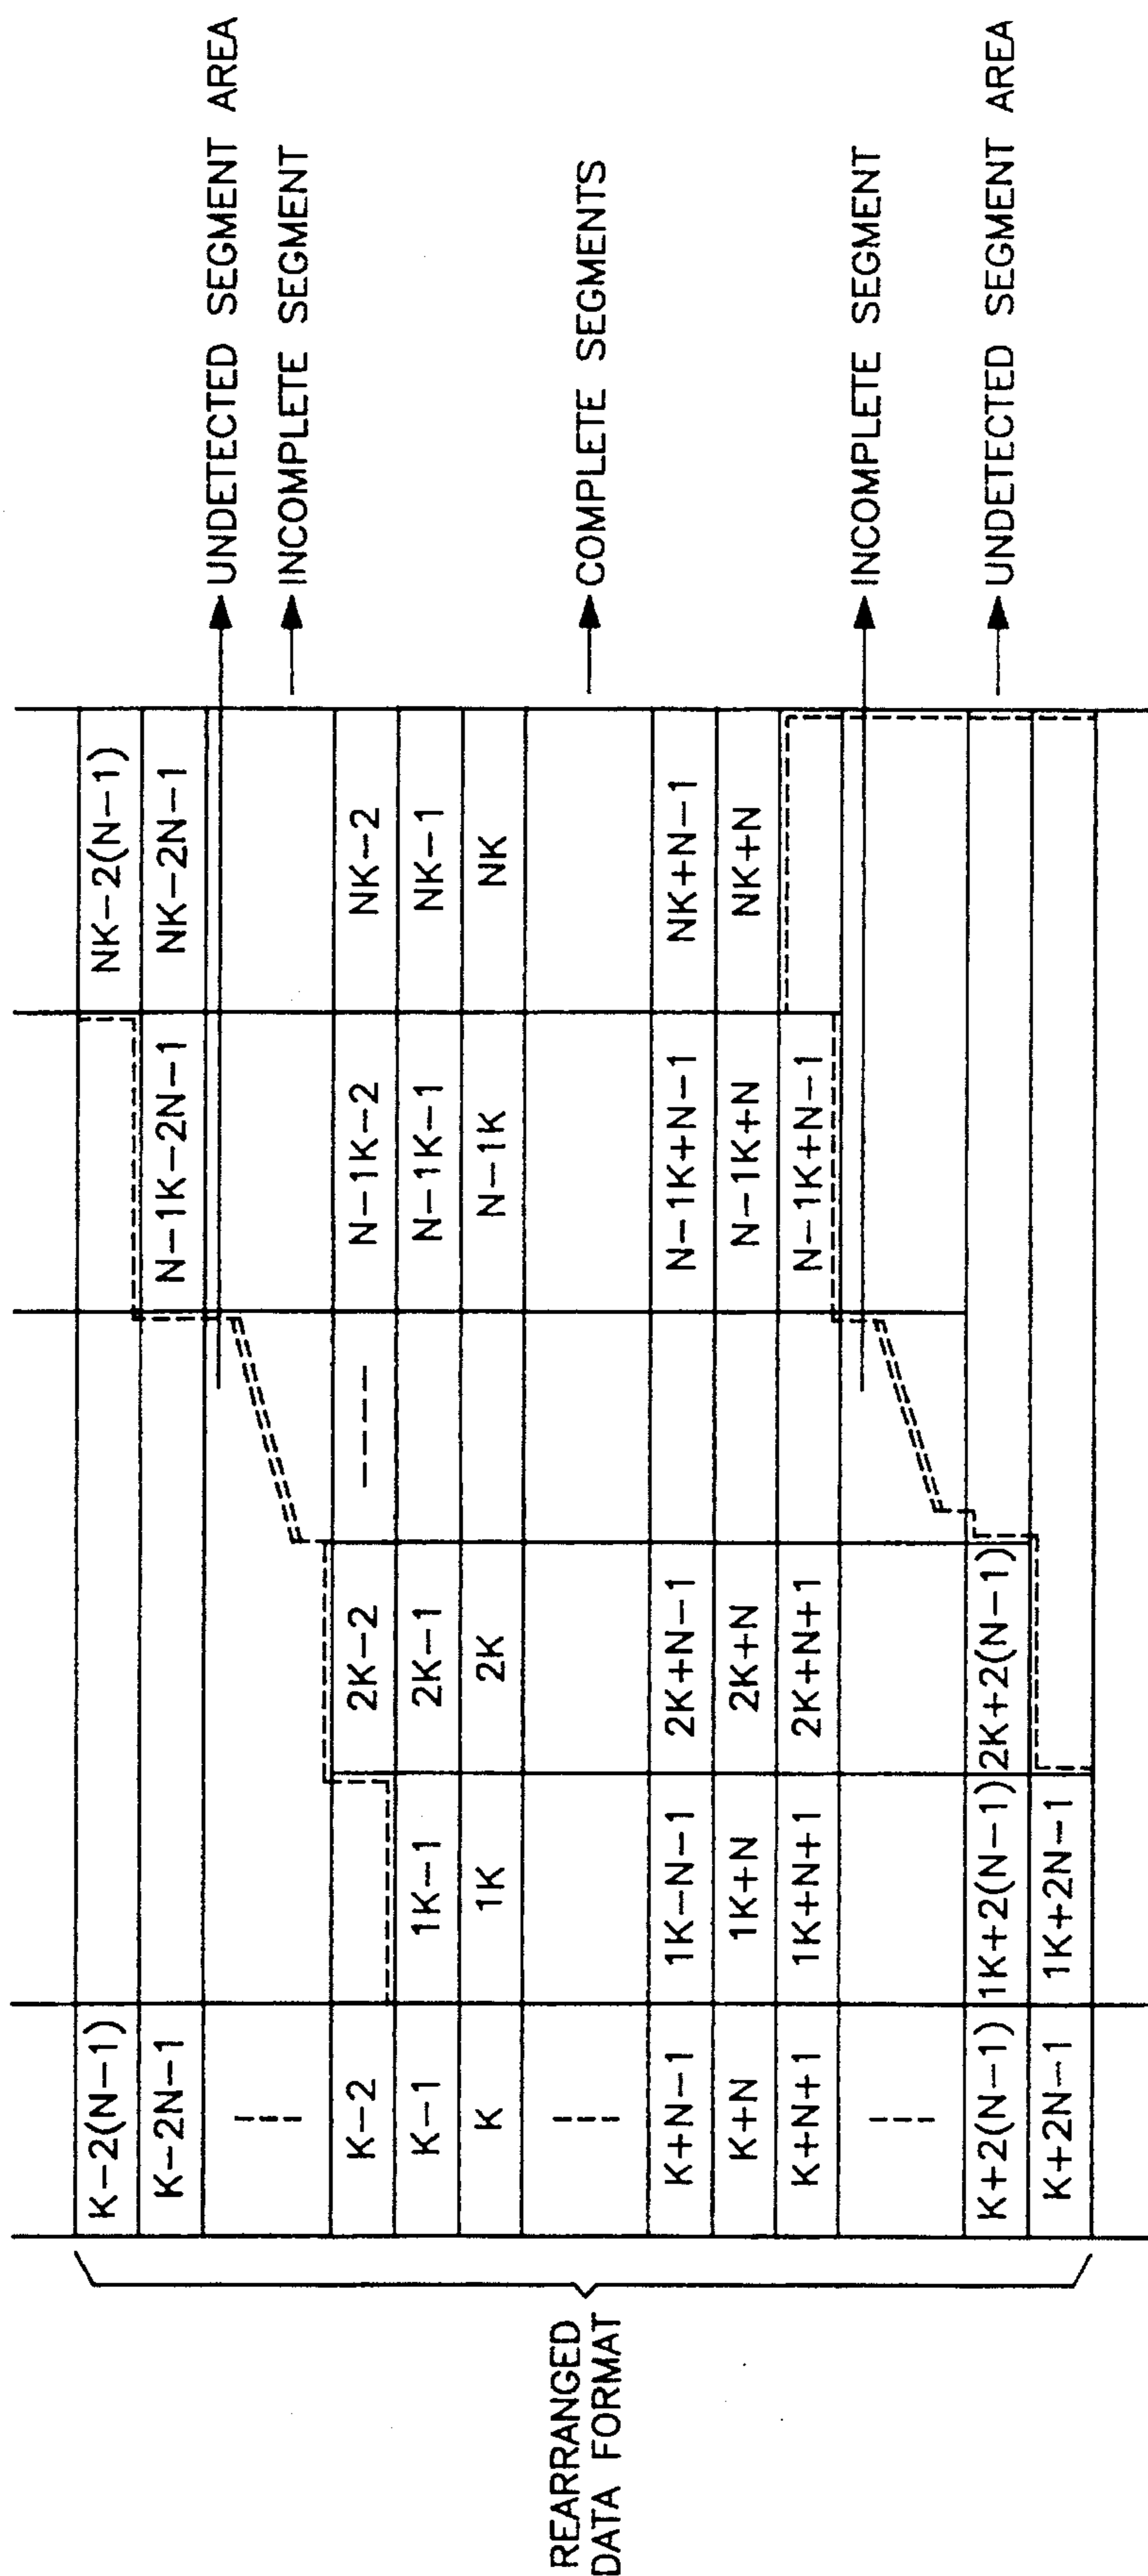 REARRANGED
DATA FORMAT
K-2(N-1) NK-2(N-1)
K-2N-1 N-1K-2N-1 NK-2N-1
UNDETECTED SEGMENT AREA
INCOMPLETE SEGMENT
K-2 2K-2 ---- N-1K-2 NK-2
K-1 1K-1 2K-1 N-1K-1 NK-1
K 1K 2K N-1K NK
COMPLETE SEGMENTS
K+N-1 1K-N-1 2K+N-1 N-1K+N-1 NK+N-1
K+N 1K+N 2K+N N-1K+N NK+N
K+N+1 1K+N+1 2K+N+1 N-1K+N-1
INCOMPLETE SEGMENT
K+2(N-1) 1K+2(N-1) 2K+2(N-1)
UNDETECTED SEGMENT AREA
K+2N-1 1K+2N-1